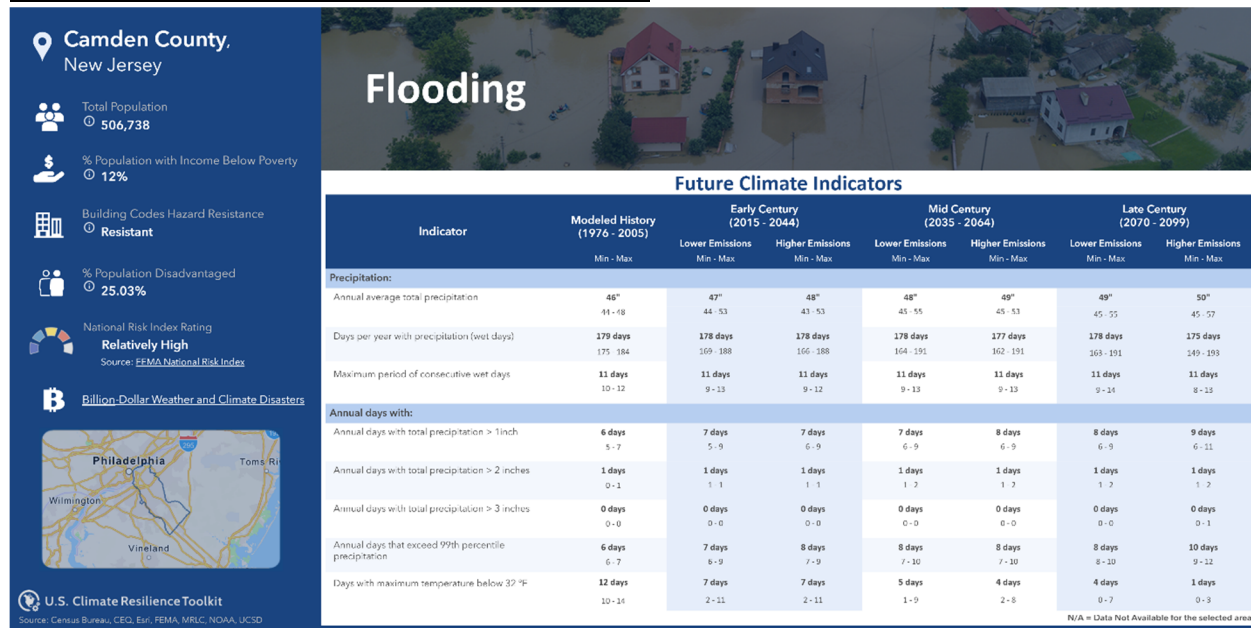 Camden County,
New Jersey
Total Population
506,738
% Population with Income Below Poverty
12%
Building Codes Hazard Resistance
Resistant
% Population Disadvantaged
25.03%
National Risk Index Rating
Relatively High
Source: FEMA National Risk Index
Billion-Dollar Weather and Climate Disasters
Philadelphia
295
Toms Ri
Wilmington
Vineland
U.S. Climate Resilience Toolkit
Source: Census Bureau, CEQ, Esri, FEMA, MRLC, NOAA, UCSD
Flooding
Future Climate Indicators
Indicator Modeled History (1976 - 2005) Early Century (2015 - 2044) Mid Century (2035 - 2064) Late Century (2070 - 2099)
Lower Emissions Higher Emissions Lower Emissions Higher Emissions Lower Emissions Higher Emissions
Min - Max Min - Max Min - Max Min - Max Min - Max Min - Max Min - Max
Precipitation:
Annual average total precipitation 46" 47" 48" 48" 49" 49" 50"
44 - 48 44 - 53 43 - 53 45 - 55 45 - 53 45 - 55 45 - 57
Days per year with precipitation (wet days) 179 days 178 days 178 days 178 days 177 days 178 days 175 days
175 - 184 169 - 188 166 - 188 164 - 191 162 - 191 163 - 191 149 - 193
Maximum period of consecutive wet days 11 days 11 days 11 days 11 days 11 days 11 days 11 days
10 - 12 9 - 13 9 - 12 9 - 13 9 - 13 9 - 14 8 - 13
Annual days with:
Annual days with total precipitation > 1inch 6 days 7 days 7 days 7 days 8 days 8 days 9 days
5 - 7 5 - 9 6 - 9 6 - 9 6 - 9 6 - 9 6 - 11
Annual days with total precipitation > 2 inches 1 days 1 days 1 days 1 days 1 days 1 days 1 days
0 - 1 1 - 1 1 - 1 1 - 2 1 - 2 1 - 2 1 - 2
Annual days with total precipitation > 3 inches 0 days 0 days 0 days 0 days 0 days 0 days 0 days
0 - 0 0 - 0 0 - 0 0 - 0 0 - 0 0 - 0 0 - 1
Annual days that exceed 99th percentile precipitation 6 days 7 days 8 days 8 days 8 days 8 days 10 days
6 - 7 6 - 9 7 - 9 7 - 10 7 - 10 8 - 10 9 - 12
Days with maximum temperature below 32 °F 12 days 7 days 7 days 5 days 4 days 4 days 1 days
10 - 14 2 - 11 2 - 11 1 - 9 2 - 8 0 - 7 0 - 3
N/A = Data Not Available for the selected area